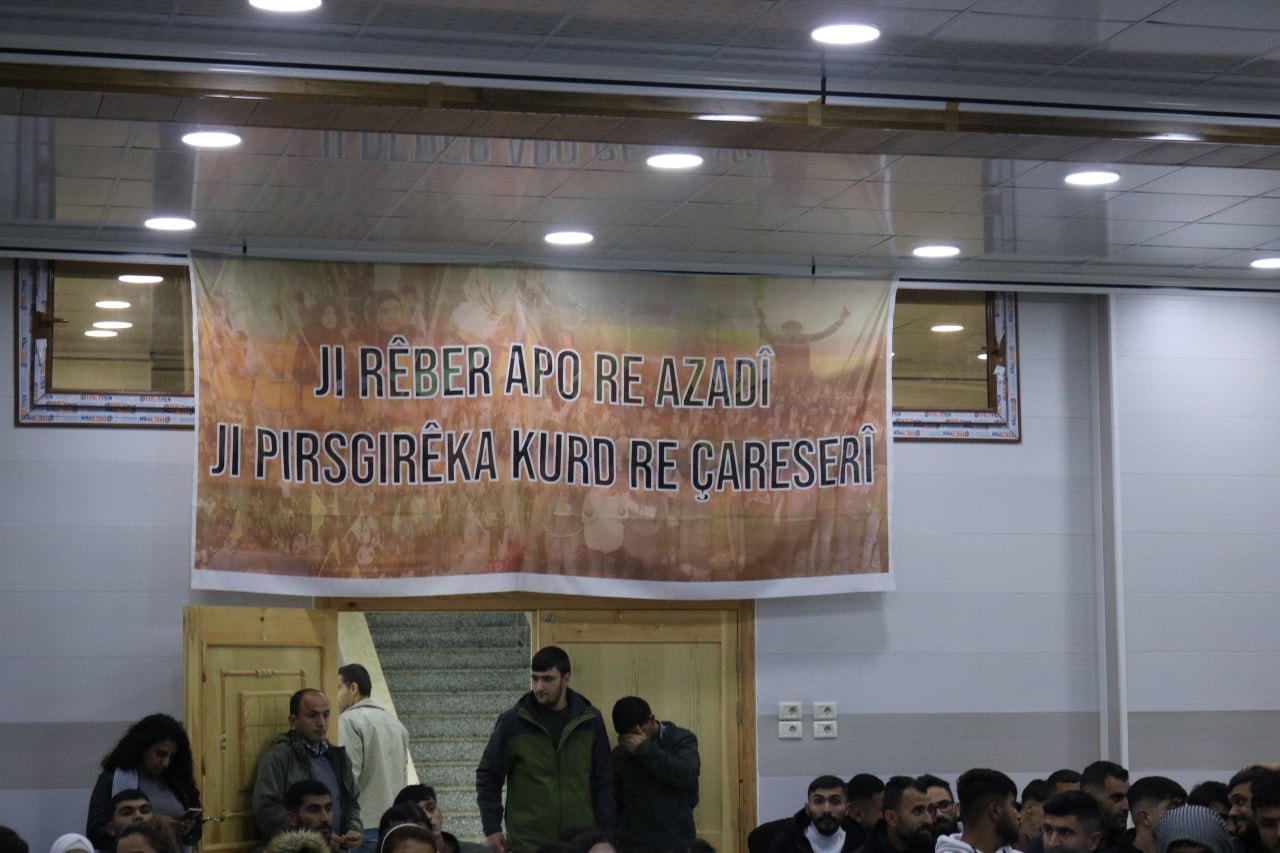 JI RÊBER APO RE AZADÎ
JI PIRSGIRÊKA KURD RE ÇARESERÎ